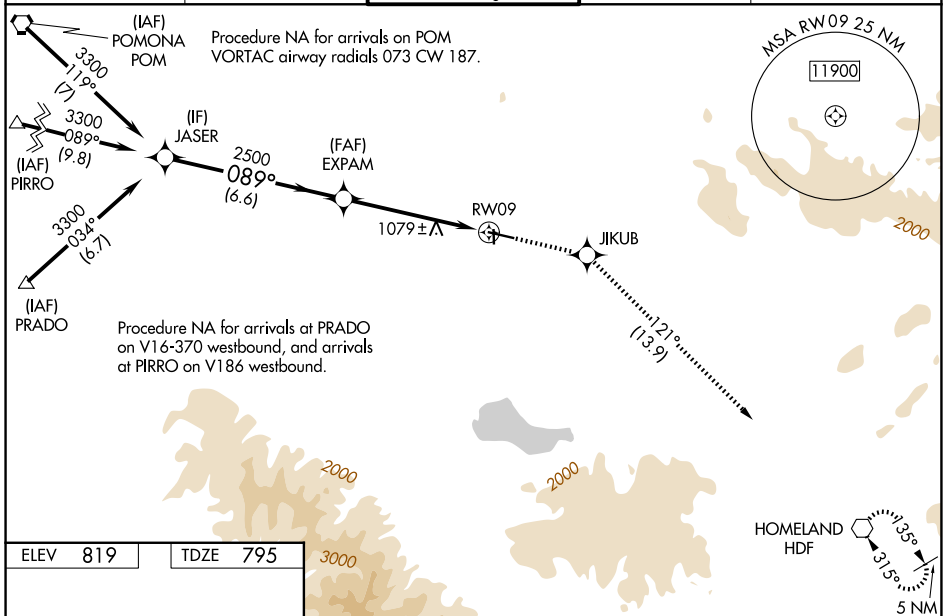 (IAF)
POMONA
POM
Procedure NA for arrivals on POM
VORTAC airway radials 073 CW 187.
MSA RW09 25 NM
11900
3300
119°
(7)
3300
089°
(9.8)
(IAF)
PIRRO
(IF)
JASER
2500
089°
(6.6)
(FAF)
EXPAM
1079±
RW09
JIKUB
2000
3300
034°
(6.7)
(IAF)
PRADO
121°
(13.9)
Procedure NA for arrivals at PRADO
on V16-370 westbound, and arrivals
at PIRRO on V186 westbound.
2000
2000
3000
HOMELAND
HDF
135°
315°
5 NM
ELEV 819
TDZE 795